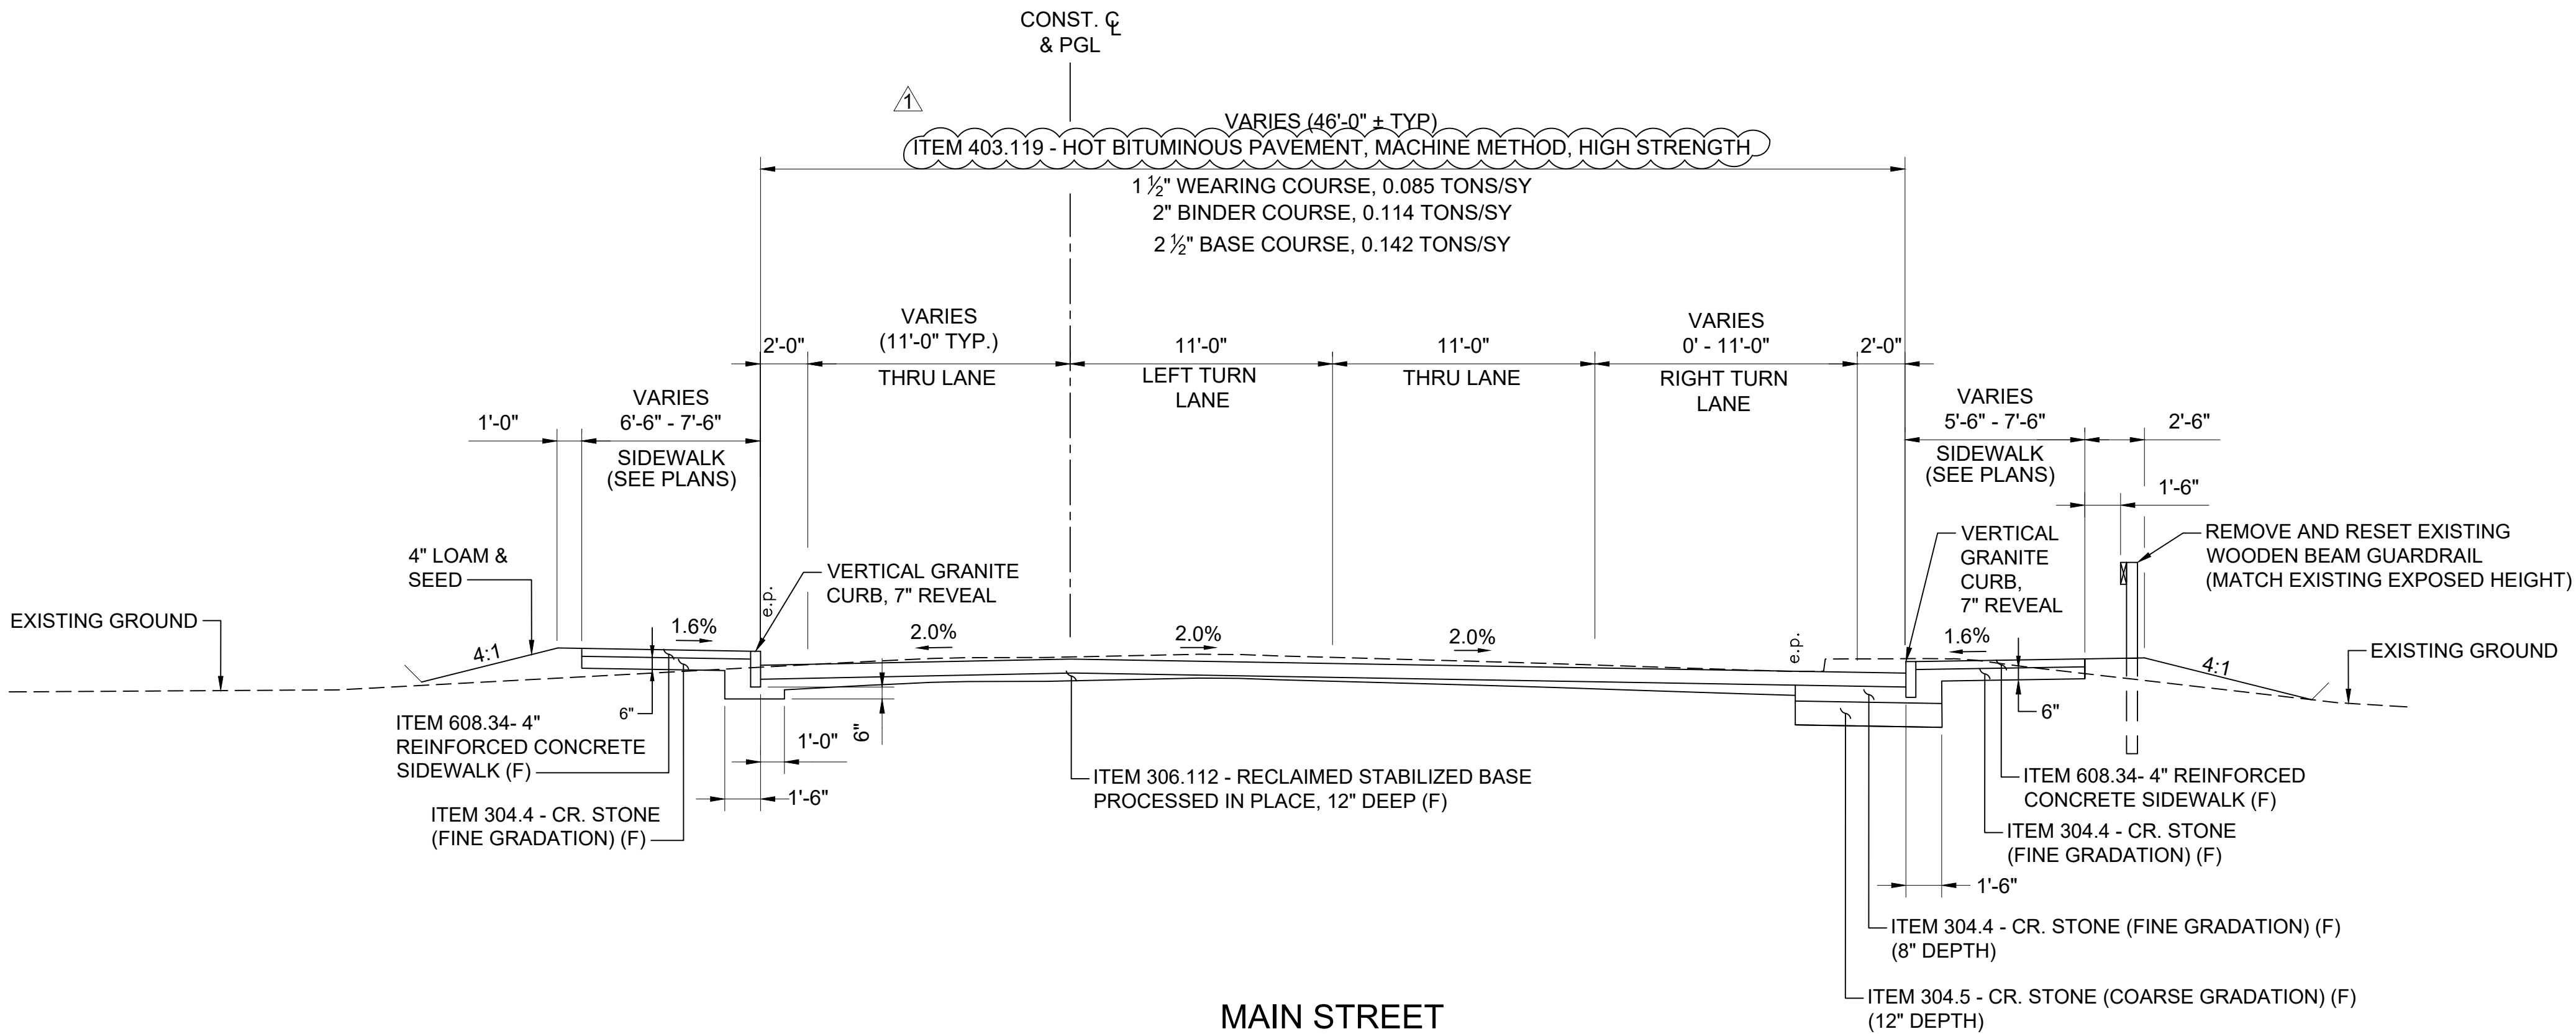 CONST. ℄
& PGL
1
VARIES (46'-0" ± TYP)
ITEM 403.119 - HOT BITUMINOUS PAVEMENT, MACHINE METHOD, HIGH STRENGTH
1 ½" WEARING COURSE, 0.085 TONS/SY
2" BINDER COURSE, 0.114 TONS/SY
2 ½" BASE COURSE, 0.142 TONS/SY
2'-0"
VARIES
(11'-0" TYP.)
THRU LANE
11'-0"
LEFT TURN
LANE
11'-0"
THRU LANE
VARIES
0' - 11'-0"
RIGHT TURN
LANE
2'-0"
1'-0"
VARIES
6'-6" - 7'-6"
SIDEWALK
(SEE PLANS)
VARIES
5'-6" - 7'-6"
SIDEWALK
(SEE PLANS)
2'-6"
1'-6"
4" LOAM &
SEED
EXISTING GROUND
4:1
1.6%
e.p.
VERTICAL GRANITE
CURB, 7" REVEAL
2.0%
2.0%
2.0%
e.p.
VERTICAL
GRANITE
CURB,
7" REVEAL
1.6%
REMOVE AND RESET EXISTING
WOODEN BEAM GUARDRAIL
(MATCH EXISTING EXPOSED HEIGHT)
4:1
EXISTING GROUND
6"
ITEM 608.34- 4"
REINFORCED CONCRETE
SIDEWALK (F)
ITEM 304.4 - CR. STONE
(FINE GRADATION) (F)
1'-0"
6"
1'-6"
ITEM 306.112 - RECLAIMED STABILIZED BASE
PROCESSED IN PLACE, 12" DEEP (F)
6"
ITEM 608.34- 4" REINFORCED
CONCRETE SIDEWALK (F)
ITEM 304.4 - CR. STONE
(FINE GRADATION) (F)
1'-6"
ITEM 304.4 - CR. STONE (FINE GRADATION) (F)
(8" DEPTH)
ITEM 304.5 - CR. STONE (COARSE GRADATION) (F)
(12" DEPTH)
MAIN STREET